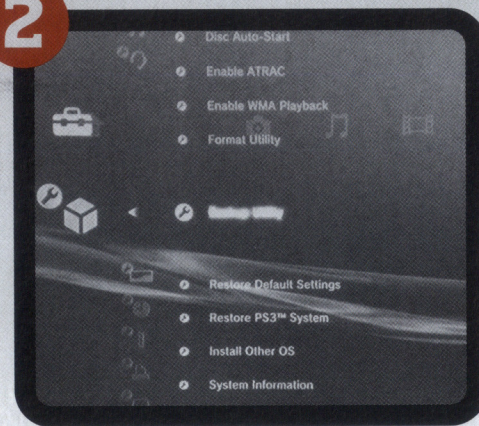 2
Disc Auto-Start
Enable ATRAC
Enable WMA Playback
Format Utility
Restore Default Settings
Restore PS3™ System
Install Other OS
System Information